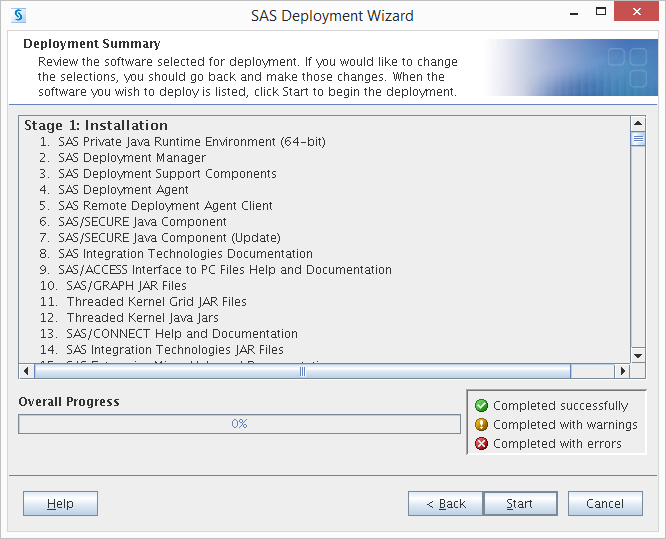 SAS Deployment Wizard
Deployment Summary
Review the software selected for deployment. If you would like to change
the selections, you should go back and make those changes. When the
software you wish to deploy is listed, click Start to begin the deployment.
Stage 1: Installation
1. SAS Private Java Runtime Environment (64-bit)
2. SAS Deployment Manager
3. SAS Deployment Support Components
4. SAS Deployment Agent
5. SAS Remote Deployment Agent Client
6. SAS/SECURE Java Component
7. SAS/SECURE Java Component (Update)
8. SAS Integration Technologies Documentation
9. SAS/ACCESS Interface to PC Files Help and Documentation
10. SAS/GRAPH JAR Files
11. Threaded Kernel Grid JAR Files
12. Threaded Kernel Java Jars
13. SAS/CONNECT Help and Documentation
14. SAS Integration Technologies JAR Files
Overall Progress
0%
Completed successfully
Completed with warnings
Completed with errors
Help
< Back
Start
Cancel